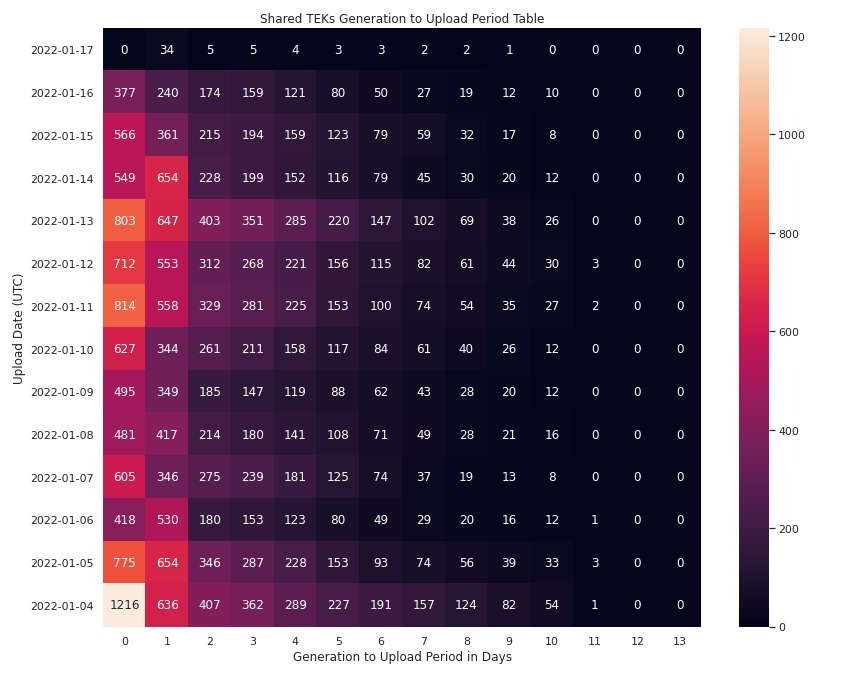 Shared TEKs Generation to Upload Period Table
2022-01-17 0 34 5 5 4 3 3 2 2 1 0 0 0 0
2022-01-16 377 240 174 159 121 80 50 27 19 12 10 0 0 0
2022-01-15 566 361 215 194 159 123 79 59 32 17 8 0 0 0
2022-01-14 549 654 228 199 152 116 79 45 30 20 12 0 0 0
2022-01-13 803 647 403 351 285 220 147 102 69 38 26 0 0 0
2022-01-12 712 553 312 268 221 156 115 82 61 44 30 3 0 0
2022-01-11 814 558 329 281 225 153 100 74 54 35 27 2 0 0
2022-01-10 627 344 261 211 158 117 84 61 40 26 12 0 0 0
2022-01-09 495 349 185 147 119 88 62 43 28 20 12 0 0 0
2022-01-08 481 417 214 180 141 108 71 49 28 21 16 0 0 0
2022-01-07 605 346 275 239 181 125 74 37 19 13 8 0 0 0
2022-01-06 418 530 180 153 123 80 49 29 20 16 12 1 0 0
2022-01-05 775 654 346 287 228 153 93 74 56 39 33 3 0 0
2022-01-04 1216 636 407 362 289 227 191 157 124 82 54 1 0 0
0 1 2 3 4 5 6 7 8 9 10 11 12 13
Generation to Upload Period in Days
Upload Date (UTC)
1200
1000
800
600
400
200
0